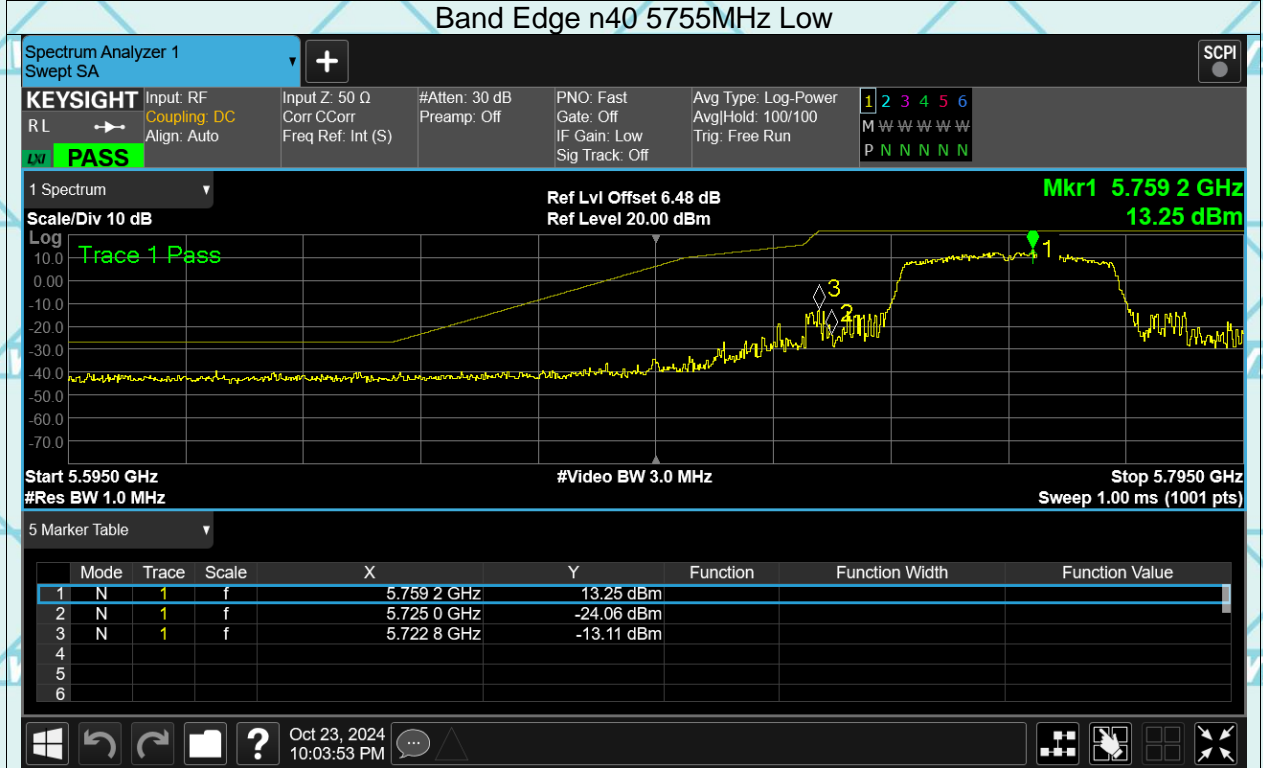 Band Edge n40 5755MHz Low
Spectrum Analyzer 1
Swept SA
SCPI
KEYSIGHT
RL
LXI PASS
Input: RF
Coupling: DC
Align: Auto
Input Z: 50 Ω
Corr CCorr
Freq Ref: Int (S)
#Atten: 30 dB
Preamp: Off
PNO: Fast
Gate: Off
IF Gain: Low
Sig Track: Off
Avg Type: Log-Power
Avg|Hold: 100/100
Trig: Free Run
1 2 3 4 5 6
M W W W W W
P N N N N N
1 Spectrum
Scale/Div 10 dB
Ref Lvl Offset 6.48 dB
Ref Level 20.00 dBm
Mkr1 5.759 2 GHz
13.25 dBm
Log
Trace 1 Pass
10.0
0.00
-10.0
-20.0
-30.0
-40.0
-50.0
-60.0
-70.0
1
3
2
Start 5.5950 GHz
#Video BW 3.0 MHz
Stop 5.7950 GHz
#Res BW 1.0 MHz
Sweep 1.00 ms (1001 pts)
5 Marker Table
Mode Trace Scale X Y Function Function Width Function Value
1 N 1 f 5.759 2 GHz 13.25 dBm
2 N 1 f 5.725 0 GHz -24.06 dBm
3 N 1 f 5.722 8 GHz -13.11 dBm
4
5
6
?
Oct 23, 2024
10:03:53 PM